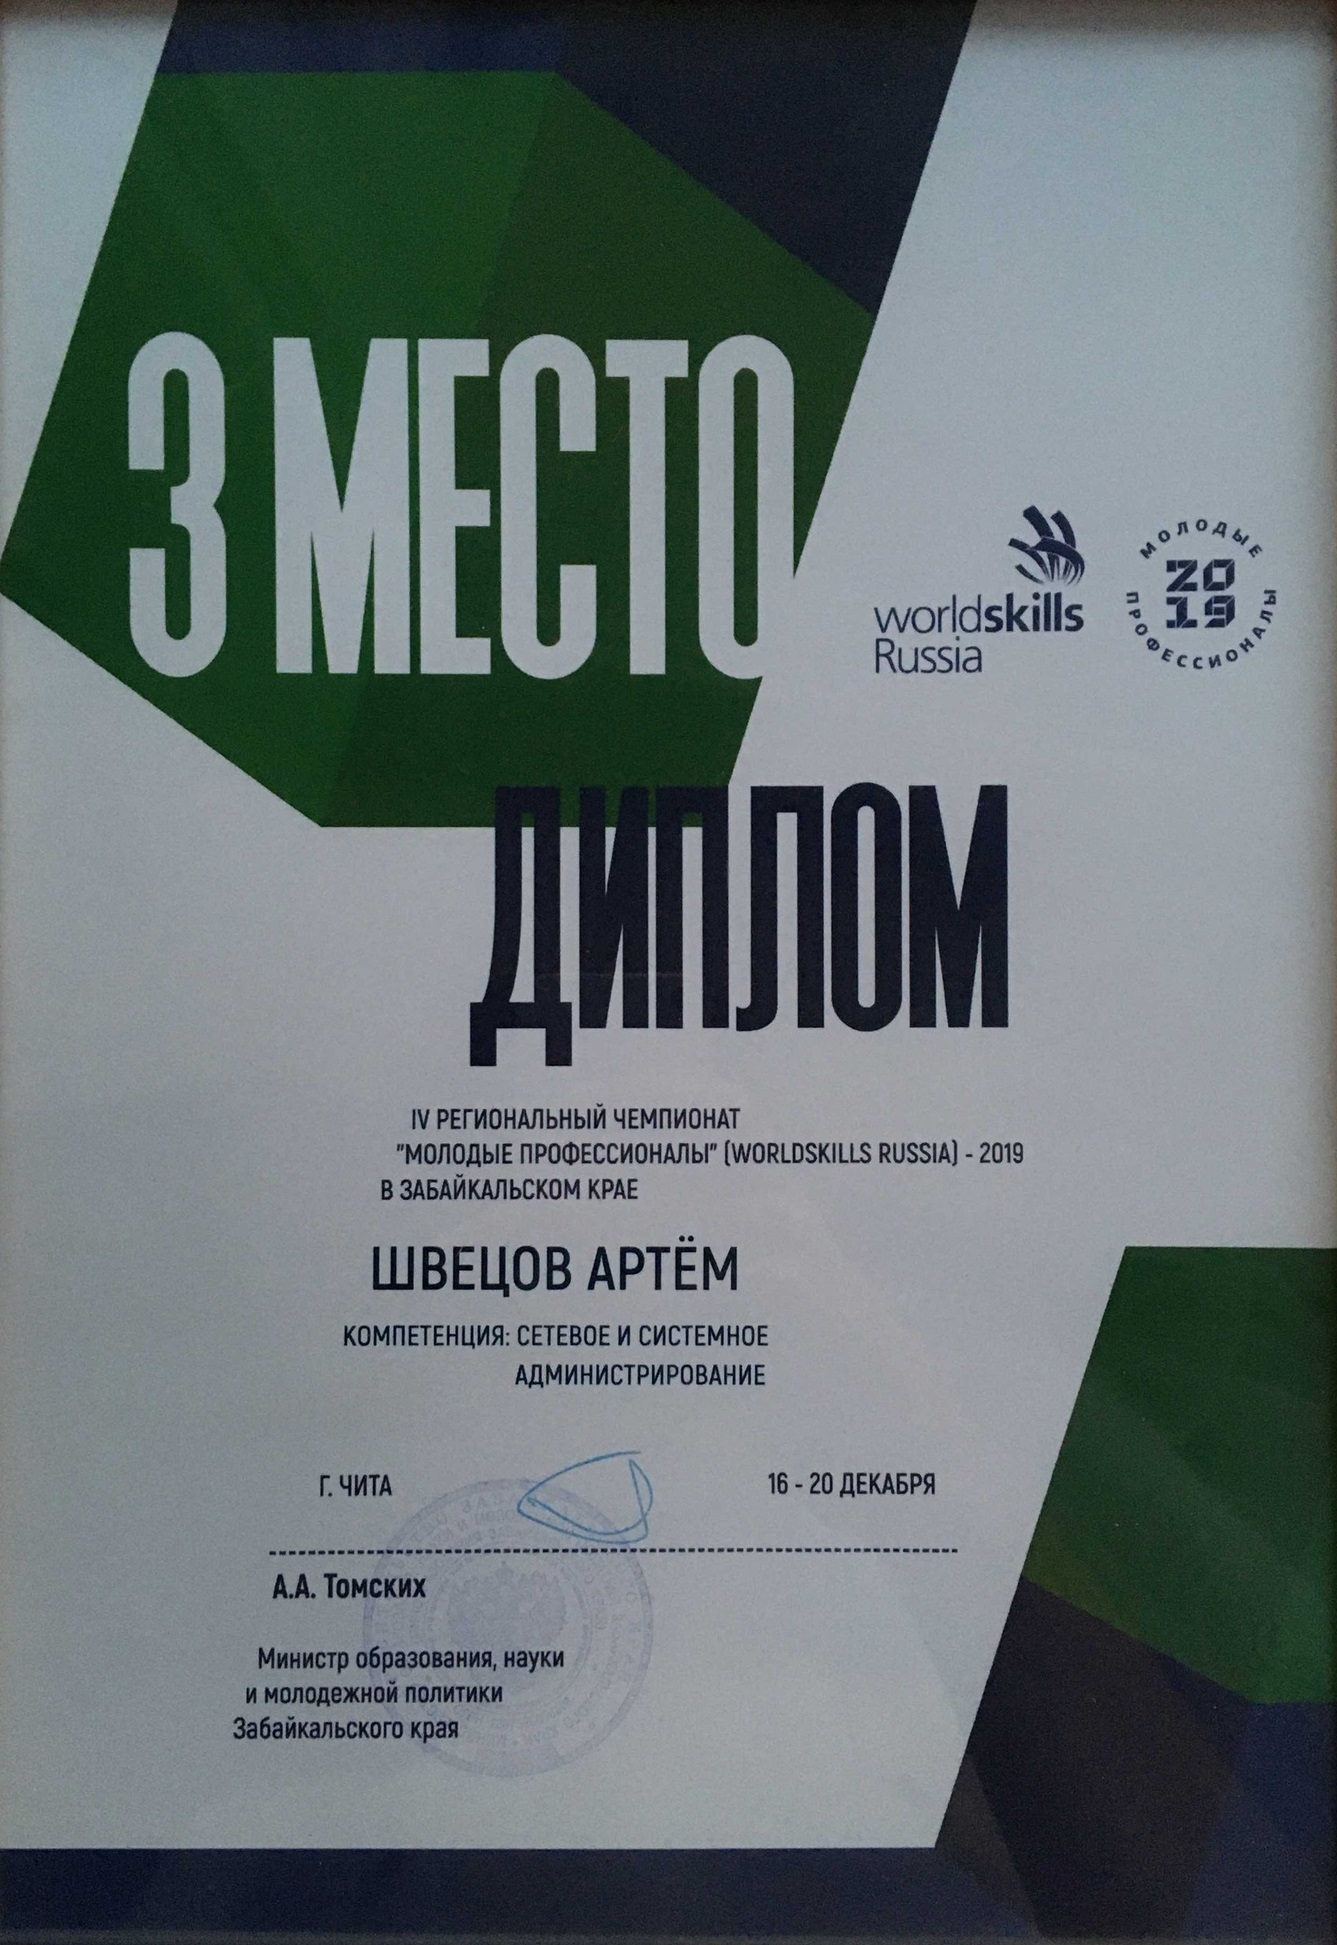 3 МЕСТО
worldskills
Russia
МОЛОДЫЕ
2019
ПРОФЕССИОНАЛЫ
ДИПЛОМ
IV РЕГИОНАЛЬНЫЙ ЧЕМПИОНАТ
"МОЛОДЫЕ ПРОФЕССИОНАЛЫ" (WORLDSKILLS RUSSIA) - 2019
В ЗАБАЙКАЛЬСКОМ КРАЕ
ШВЕЦОВ АРТЁМ
КОМПЕТЕНЦИЯ: СЕТЕВОЕ И СИСТЕМНОЕ
АДМИНИСТРИРОВАНИЕ
Г. ЧИТА
16 - 20 ДЕКАБРЯ
А.А. Томских
Министр образования, науки
и молодежной политики
Забайкальского края